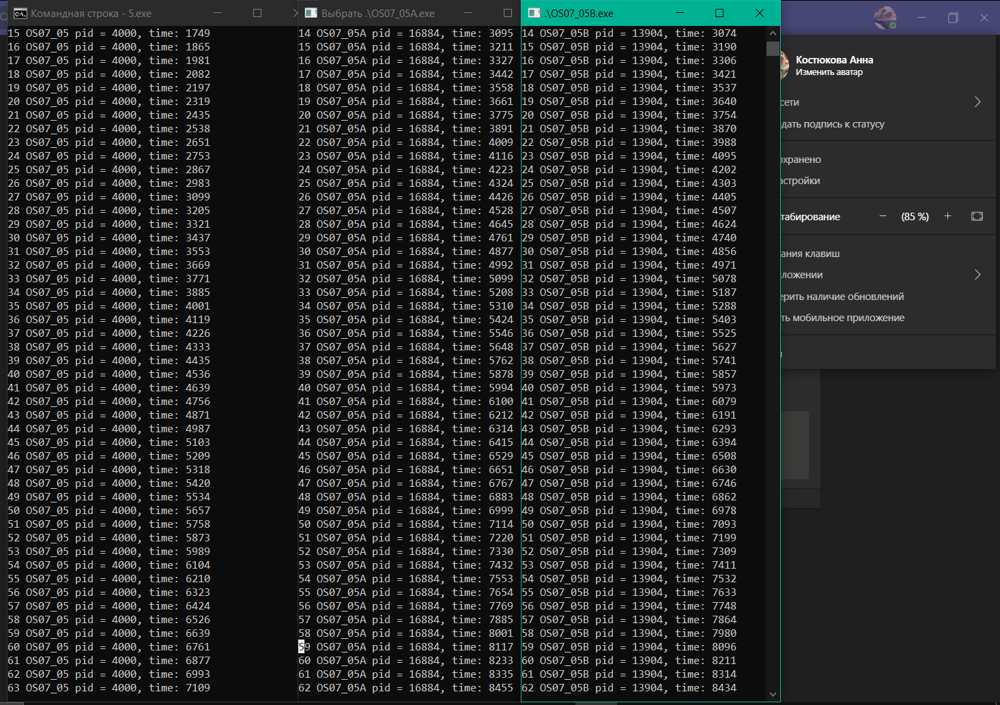 Командная строка - 5.exe
15 OS07_05 pid = 4000, time: 1749
16 OS07_05 pid = 4000, time: 1865
17 OS07_05 pid = 4000, time: 1981
18 OS07_05 pid = 4000, time: 2082
19 OS07_05 pid = 4000, time: 2197
20 OS07_05 pid = 4000, time: 2319
21 OS07_05 pid = 4000, time: 2435
22 OS07_05 pid = 4000, time: 2538
23 OS07_05 pid = 4000, time: 2651
24 OS07_05 pid = 4000, time: 2753
25 OS07_05 pid = 4000, time: 2867
26 OS07_05 pid = 4000, time: 2983
27 OS07_05 pid = 4000, time: 3099
28 OS07_05 pid = 4000, time: 3205
29 OS07_05 pid = 4000, time: 3321
30 OS07_05 pid = 4000, time: 3437
31 OS07_05 pid = 4000, time: 3553
32 OS07_05 pid = 4000, time: 3669
33 OS07_05 pid = 4000, time: 3771
34 OS07_05 pid = 4000, time: 3885
35 OS07_05 pid = 4000, time: 4001
36 OS07_05 pid = 4000, time: 4119
37 OS07_05 pid = 4000, time: 4226
38 OS07_05 pid = 4000, time: 4333
39 OS07_05 pid = 4000, time: 4435
40 OS07_05 pid = 4000, time: 4536
41 OS07_05 pid = 4000, time: 4639
42 OS07_05 pid = 4000, time: 4756
43 OS07_05 pid = 4000, time: 4871
44 OS07_05 pid = 4000, time: 4987
45 OS07_05 pid = 4000, time: 5103
46 OS07_05 pid = 4000, time: 5209
47 OS07_05 pid = 4000, time: 5318
48 OS07_05 pid = 4000, time: 5420
49 OS07_05 pid = 4000, time: 5534
50 OS07_05 pid = 4000, time: 5657
51 OS07_05 pid = 4000, time: 5758
52 OS07_05 pid = 4000, time: 5873
53 OS07_05 pid = 4000, time: 5989
54 OS07_05 pid = 4000, time: 6104
55 OS07_05 pid = 4000, time: 6210
56 OS07_05 pid = 4000, time: 6323
57 OS07_05 pid = 4000, time: 6424
58 OS07_05 pid = 4000, time: 6526
59 OS07_05 pid = 4000, time: 6639
60 OS07_05 pid = 4000, time: 6761
61 OS07_05 pid = 4000, time: 6877
62 OS07_05 pid = 4000, time: 6993
63 OS07_05 pid = 4000, time: 7109
Выбрать .\OS07_05A.exe
14 OS07_05A pid = 16884, time: 3095
15 OS07_05A pid = 16884, time: 3211
16 OS07_05A pid = 16884, time: 3327
17 OS07_05A pid = 16884, time: 3442
18 OS07_05A pid = 16884, time: 3558
19 OS07_05A pid = 16884, time: 3661
20 OS07_05A pid = 16884, time: 3775
21 OS07_05A pid = 16884, time: 3891
22 OS07_05A pid = 16884, time: 4009
23 OS07_05A pid = 16884, time: 4116
24 OS07_05A pid = 16884, time: 4223
25 OS07_05A pid = 16884, time: 4324
26 OS07_05A pid = 16884, time: 4426
27 OS07_05A pid = 16884, time: 4528
28 OS07_05A pid = 16884, time: 4645
29 OS07_05A pid = 16884, time: 4761
30 OS07_05A pid = 16884, time: 4877
31 OS07_05A pid = 16884, time: 4992
32 OS07_05A pid = 16884, time: 5099
33 OS07_05A pid = 16884, time: 5208
34 OS07_05A pid = 16884, time: 5310
35 OS07_05A pid = 16884, time: 5424
36 OS07_05A pid = 16884, time: 5546
37 OS07_05A pid = 16884, time: 5648
38 OS07_05A pid = 16884, time: 5762
39 OS07_05A pid = 16884, time: 5878
40 OS07_05A pid = 16884, time: 5994
41 OS07_05A pid = 16884, time: 6100
42 OS07_05A pid = 16884, time: 6212
43 OS07_05A pid = 16884, time: 6314
44 OS07_05A pid = 16884, time: 6415
45 OS07_05A pid = 16884, time: 6529
46 OS07_05A pid = 16884, time: 6651
47 OS07_05A pid = 16884, time: 6767
48 OS07_05A pid = 16884, time: 6883
49 OS07_05A pid = 16884, time: 6999
50 OS07_05A pid = 16884, time: 7114
51 OS07_05A pid = 16884, time: 7220
52 OS07_05A pid = 16884, time: 7330
53 OS07_05A pid = 16884, time: 7432
54 OS07_05A pid = 16884, time: 7553
55 OS07_05A pid = 16884, time: 7654
56 OS07_05A pid = 16884, time: 7769
57 OS07_05A pid = 16884, time: 7885
58 OS07_05A pid = 16884, time: 8001
59 OS07_05A pid = 16884, time: 8117
60 OS07_05A pid = 16884, time: 8233
61 OS07_05A pid = 16884, time: 8335
62 OS07_05A pid = 16884, time: 8455
.\OS07_05B.exe
14 OS07_05B pid = 13904, time: 3074
15 OS07_05B pid = 13904, time: 3190
16 OS07_05B pid = 13904, time: 3306
17 OS07_05B pid = 13904, time: 3421
18 OS07_05B pid = 13904, time: 3537
19 OS07_05B pid = 13904, time: 3640
20 OS07_05B pid = 13904, time: 3754
21 OS07_05B pid = 13904, time: 3870
22 OS07_05B pid = 13904, time: 3988
23 OS07_05B pid = 13904, time: 4095
24 OS07_05B pid = 13904, time: 4202
25 OS07_05B pid = 13904, time: 4303
26 OS07_05B pid = 13904, time: 4405
27 OS07_05B pid = 13904, time: 4507
28 OS07_05B pid = 13904, time: 4624
29 OS07_05B pid = 13904, time: 4740
30 OS07_05B pid = 13904, time: 4856
31 OS07_05B pid = 13904, time: 4971
32 OS07_05B pid = 13904, time: 5078
33 OS07_05B pid = 13904, time: 5187
34 OS07_05B pid = 13904, time: 5288
35 OS07_05B pid = 13904, time: 5403
36 OS07_05B pid = 13904, time: 5525
37 OS07_05B pid = 13904, time: 5627
38 OS07_05B pid = 13904, time: 5741
39 OS07_05B pid = 13904, time: 5857
40 OS07_05B pid = 13904, time: 5973
41 OS07_05B pid = 13904, time: 6079
42 OS07_05B pid = 13904, time: 6191
43 OS07_05B pid = 13904, time: 6293
44 OS07_05B pid = 13904, time: 6394
45 OS07_05B pid = 13904, time: 6508
46 OS07_05B pid = 13904, time: 6630
47 OS07_05B pid = 13904, time: 6746
48 OS07_05B pid = 13904, time: 6862
49 OS07_05B pid = 13904, time: 6978
50 OS07_05B pid = 13904, time: 7093
51 OS07_05B pid = 13904, time: 7199
52 OS07_05B pid = 13904, time: 7309
53 OS07_05B pid = 13904, time: 7411
54 OS07_05B pid = 13904, time: 7532
55 OS07_05B pid = 13904, time: 7633
56 OS07_05B pid = 13904, time: 7748
57 OS07_05B pid = 13904, time: 7864
58 OS07_05B pid = 13904, time: 7980
59 OS07_05B pid = 13904, time: 8096
60 OS07_05B pid = 13904, time: 8211
61 OS07_05B pid = 13904, time: 8314
62 OS07_05B pid = 13904, time: 8434
Костюкова Анна
Изменить аватар
сети
дать подпись к статусу
охранено
астройки
табирование (85 %)
ания клавиш
ложении
ерить наличие обновлений
ть мобильное приложение